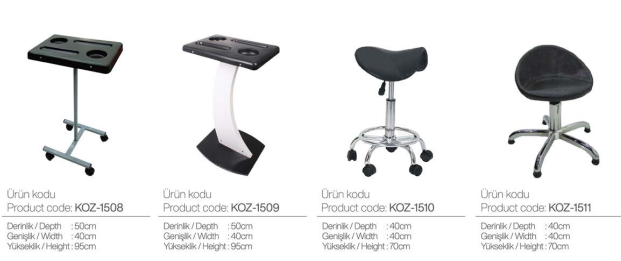 Ürün kodu
Product code: KOZ-1508
Derinlik / Depth : 50cm
Genişlik / Width : 40cm
Yükseklik / Height : 95cm
Ürün kodu
Product code: KOZ-1509
Derinlik / Depth : 50cm
Genişlik / Width : 40cm
Yükseklik / Height : 95cm
Ürün kodu
Product code: KOZ-1510
Derinlik / Depth : 40cm
Genişlik / Width : 40cm
Yükseklik / Height : 70cm
Ürün kodu
Product code: KOZ-1511
Derinlik / Depth : 40cm
Genişlik / Width : 40cm
Yükseklik / Height : 70cm